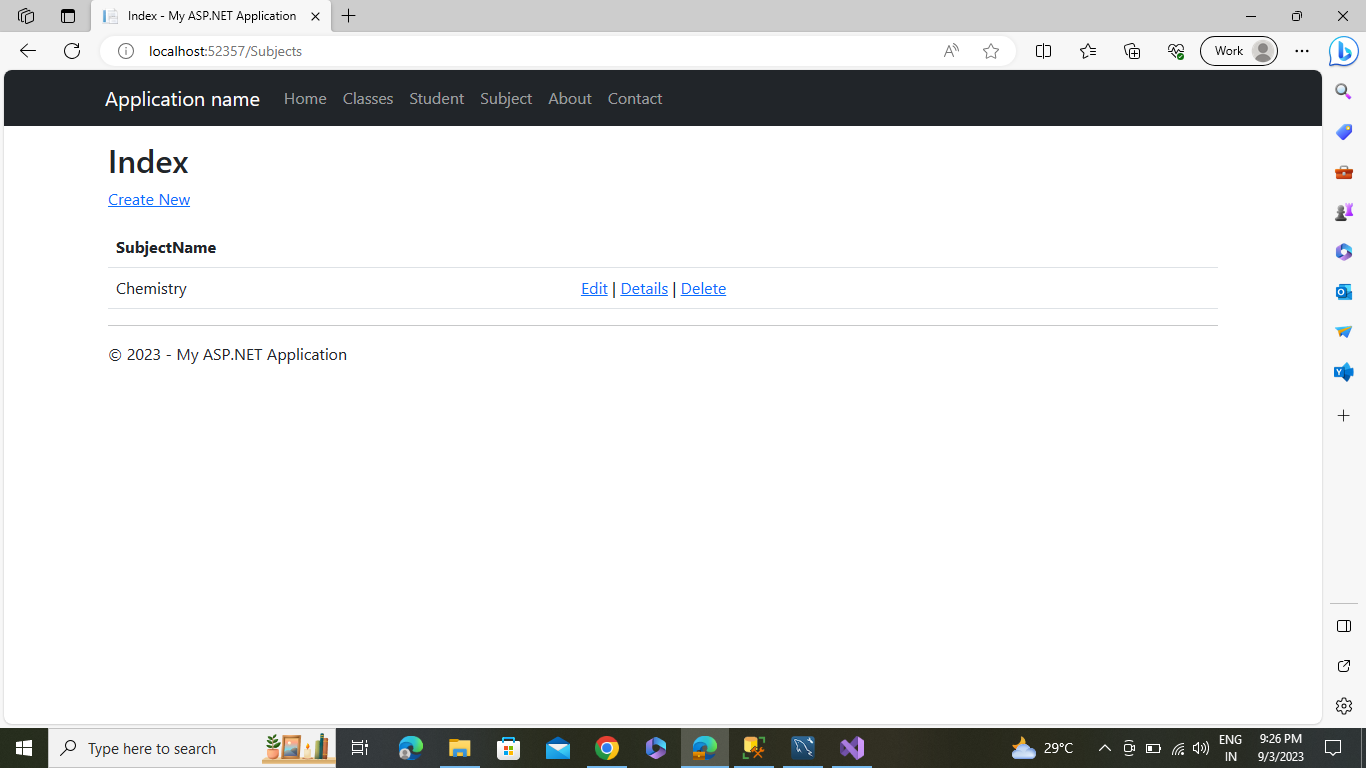 Index - My ASP.NET Application
localhost:52357/Subjects
Work
Application name Home Classes Student Subject About Contact
Index
Create New
SubjectName
Chemistry Edit | Details | Delete
© 2023 - My ASP.NET Application
Type here to search
29°C
ENG
IN
9:26 PM
9/3/2023